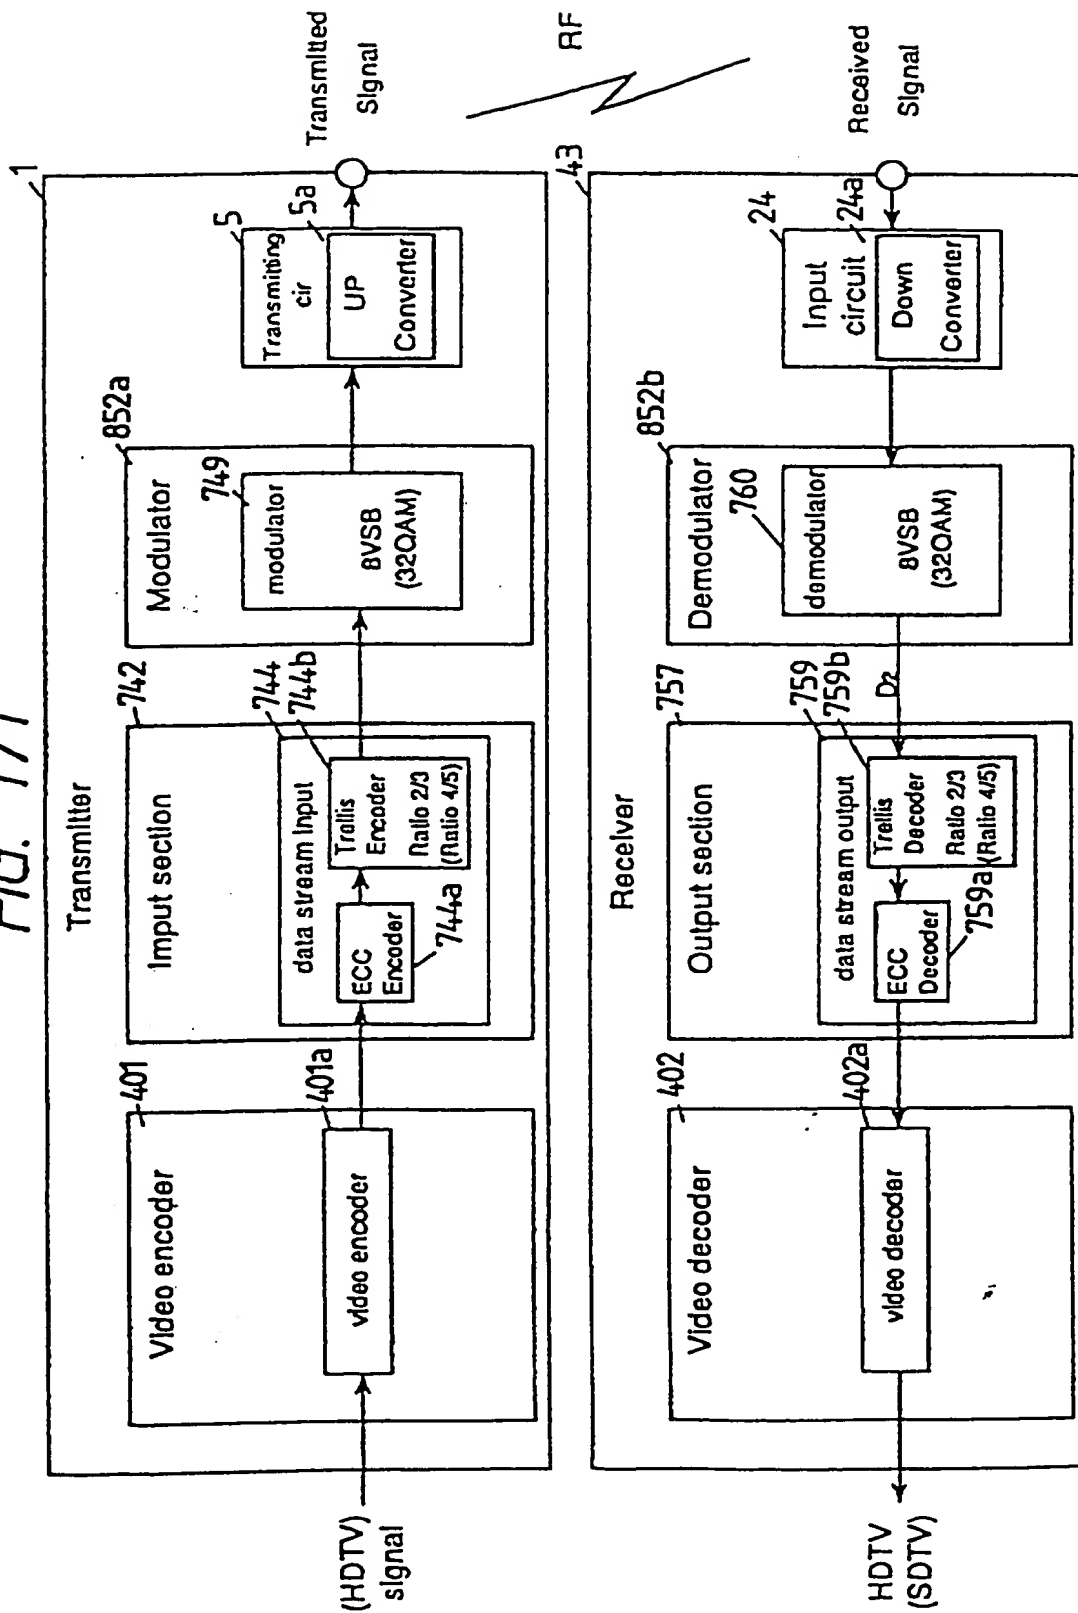 FIG. 171
Transmitter
1
Video encoder
401
video encoder
401a
(HDTV)
signal
Imput section
742
data stream Input
744
744b
ECC
Encoder
744a
Trellis
Encoder
Ratio 2/3
(Ratio 4/5)
Modulator
852a
modulator
749
8VSB
(32QAM)
Transmitting
cir
5
5a
UP
Converter
Transmitted
Signal
RF
Receiver
43
Video decoder
402
video decoder
402a
HDTV
(SDTV)
Output section
757
data stream output
759
759b
ECC
Decoder
759a
Trellis
Decoder
Ratio 2/3
(Ratio 4/5)
D2
Demodulator
852b
demodulator
760
8VSB
(32QAM)
Input
circuit
24
24a
Down
Converter
Received
Signal